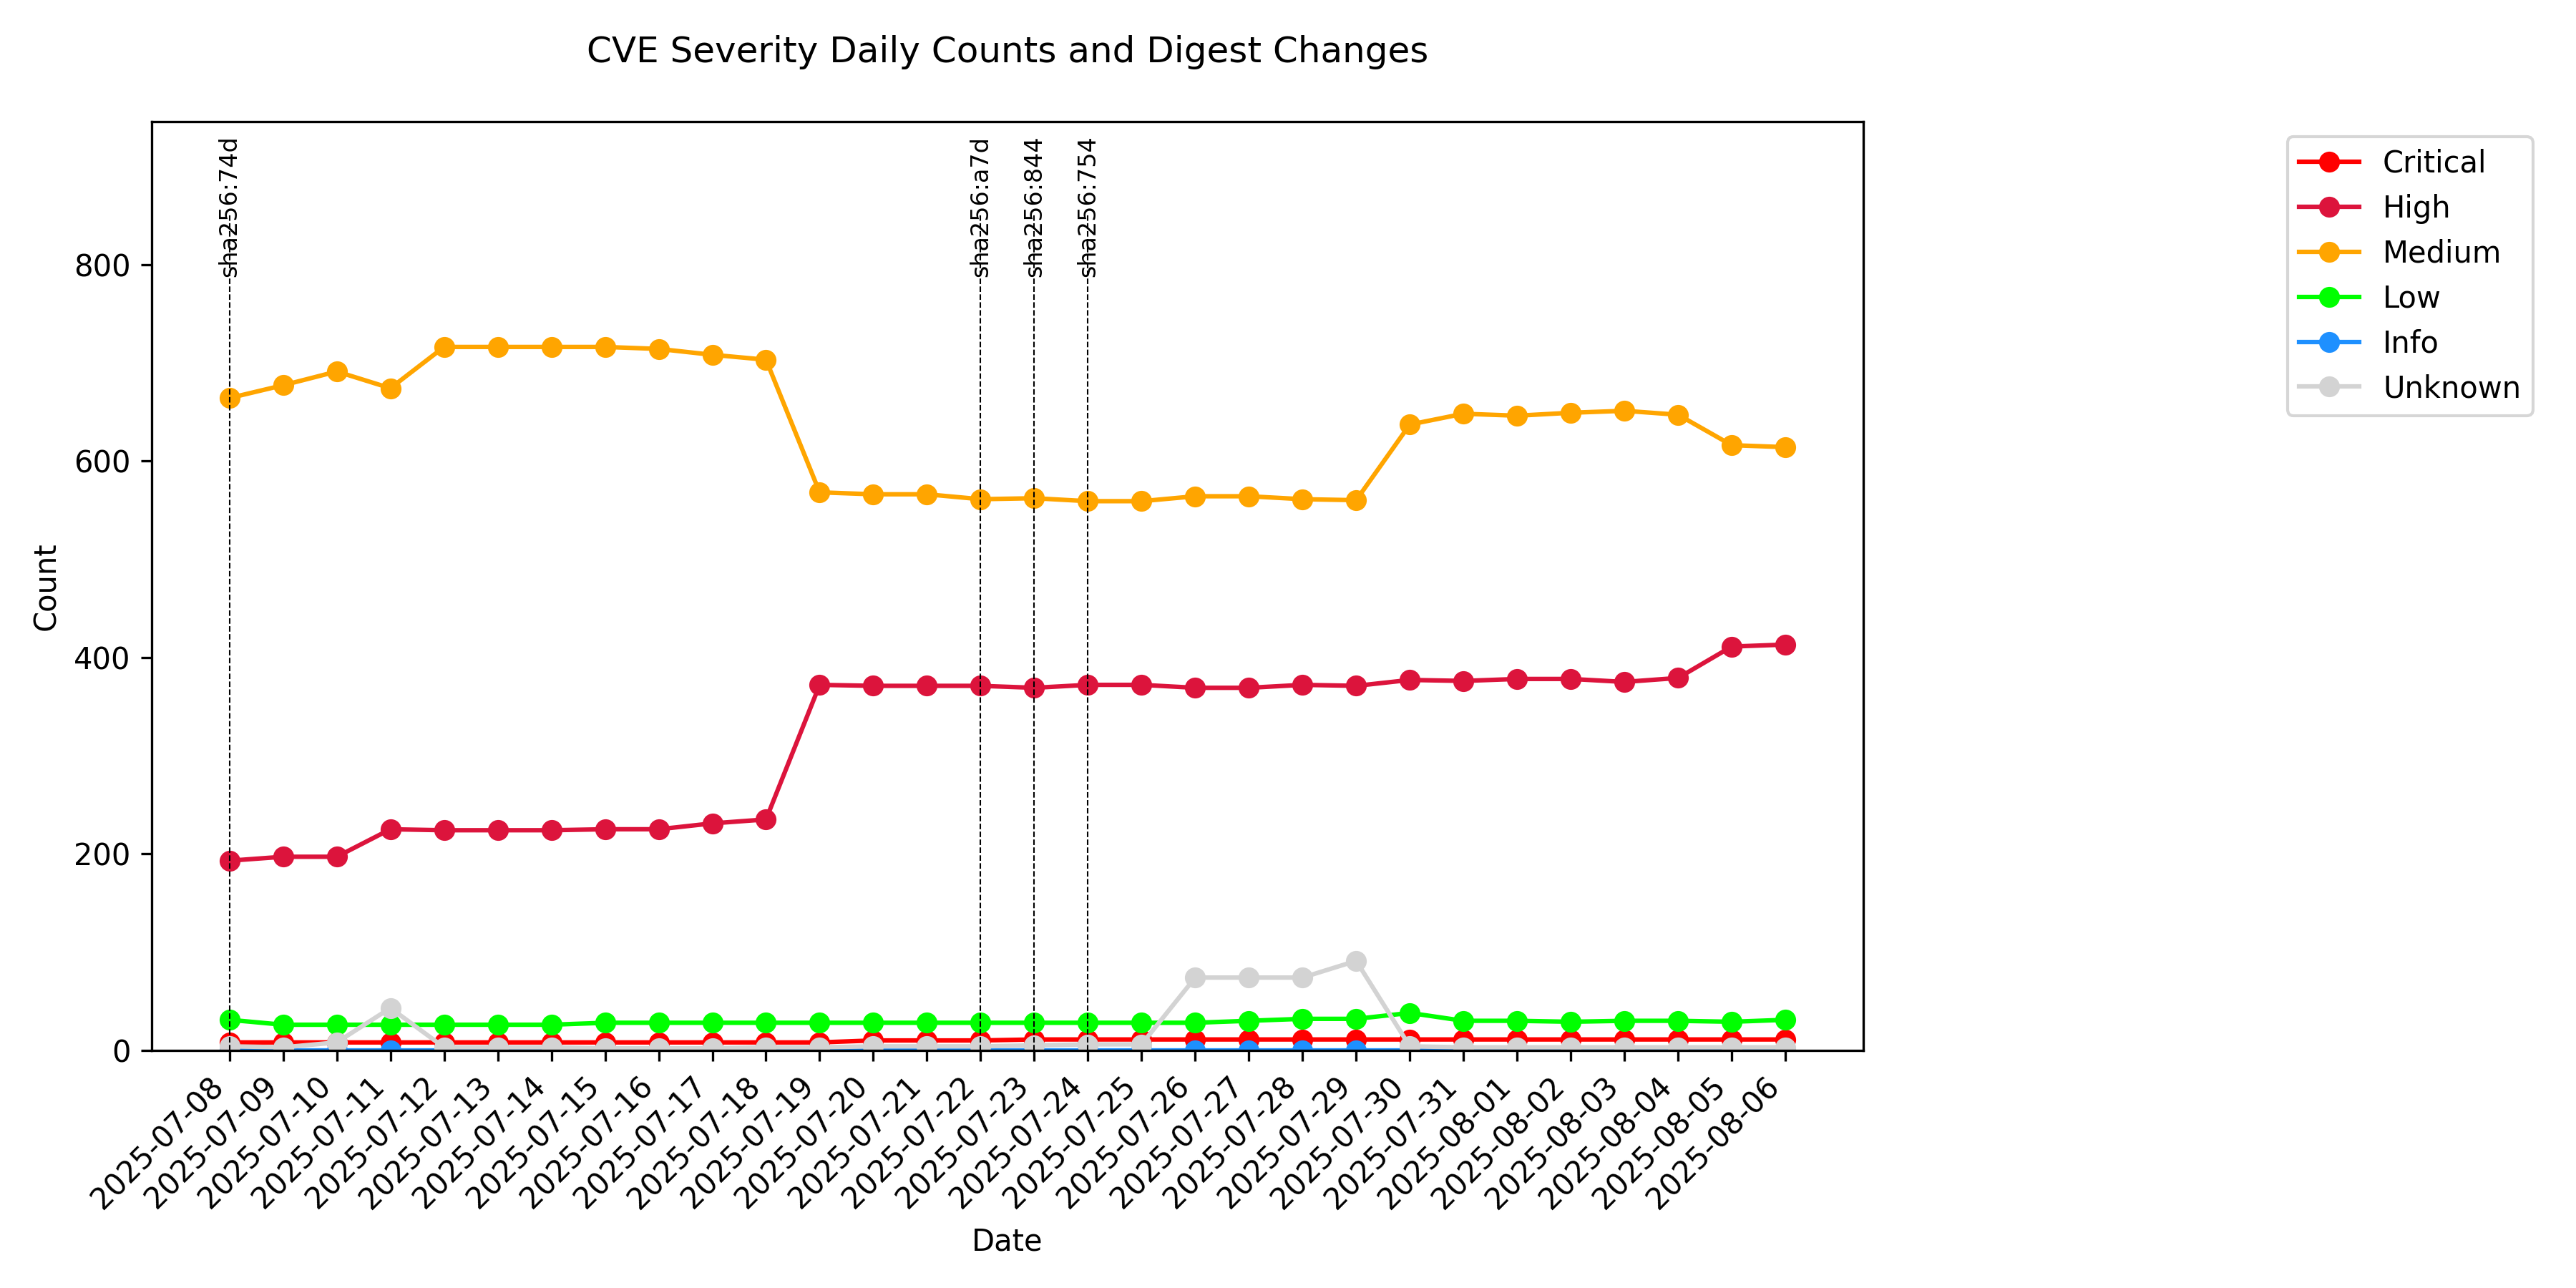 CVE Severity Daily Counts and Digest Changes
sha256:74d
sha256:a7d
sha256:844
sha256:754
Critical
High
Medium
Low
Info
Unknown
800
600
400
200
0
Count
2025-07-08
2025-07-09
2025-07-10
2025-07-11
2025-07-12
2025-07-13
2025-07-14
2025-07-15
2025-07-16
2025-07-17
2025-07-18
2025-07-19
2025-07-20
2025-07-21
2025-07-22
2025-07-23
2025-07-24
2025-07-25
2025-07-26
2025-07-27
2025-07-28
2025-07-29
2025-07-30
2025-07-31
2025-08-01
2025-08-02
2025-08-03
2025-08-04
2025-08-05
2025-08-06
Date